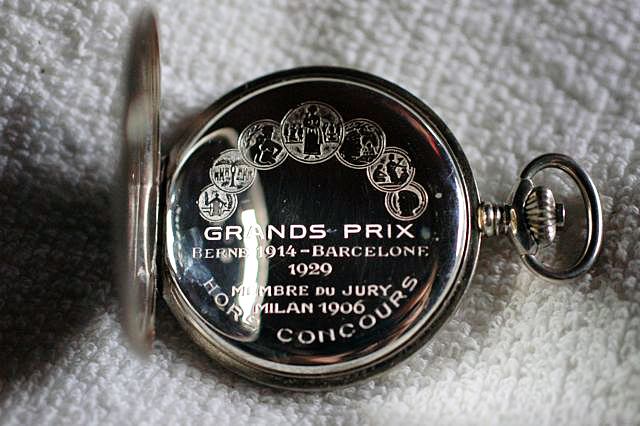 GRANDS PRIX
BERNE 1914-BARCELONE
1929
MEMBRE DU JURY
MILAN 1906
HORS CONCOURS